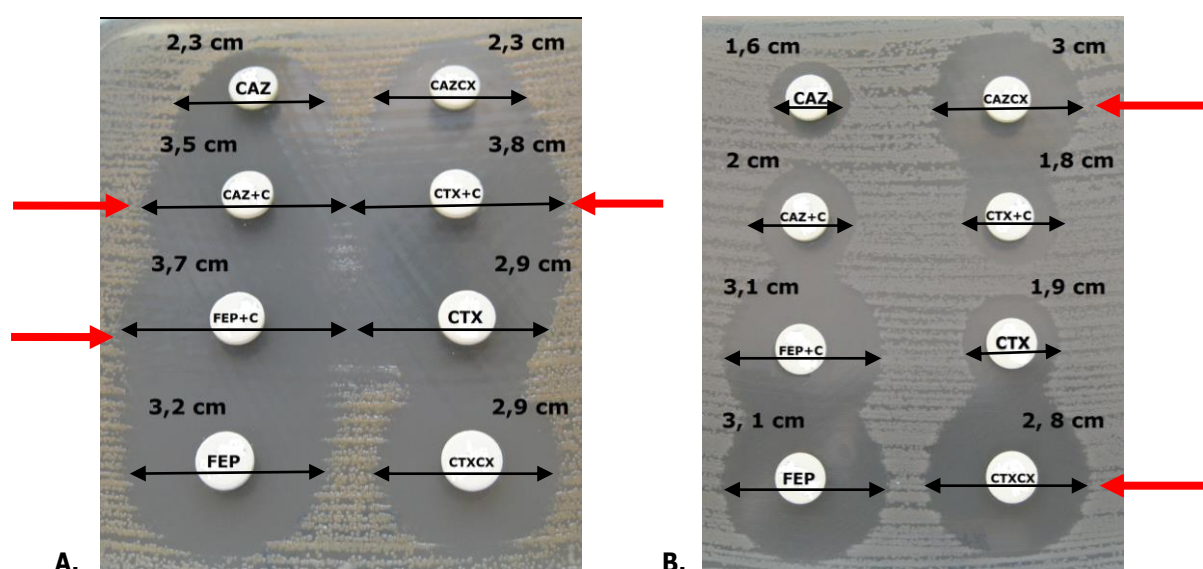 2,3 cm 2,3 cm
CAZ CAZCX
3,5 cm 3,8 cm
CAZ+C CTX+C
3,7 cm 2,9 cm
FEP+C CTX
3,2 cm 2,9 cm
FEP CTXCX
A.
1,6 cm 3 cm
CAZ CAZCX
2 cm 1,8 cm
CAZ+C CTX+C
3,1 cm 1,9 cm
FEP+C CTX
3, 1 cm 2, 8 cm
FEP CTXCX
B.